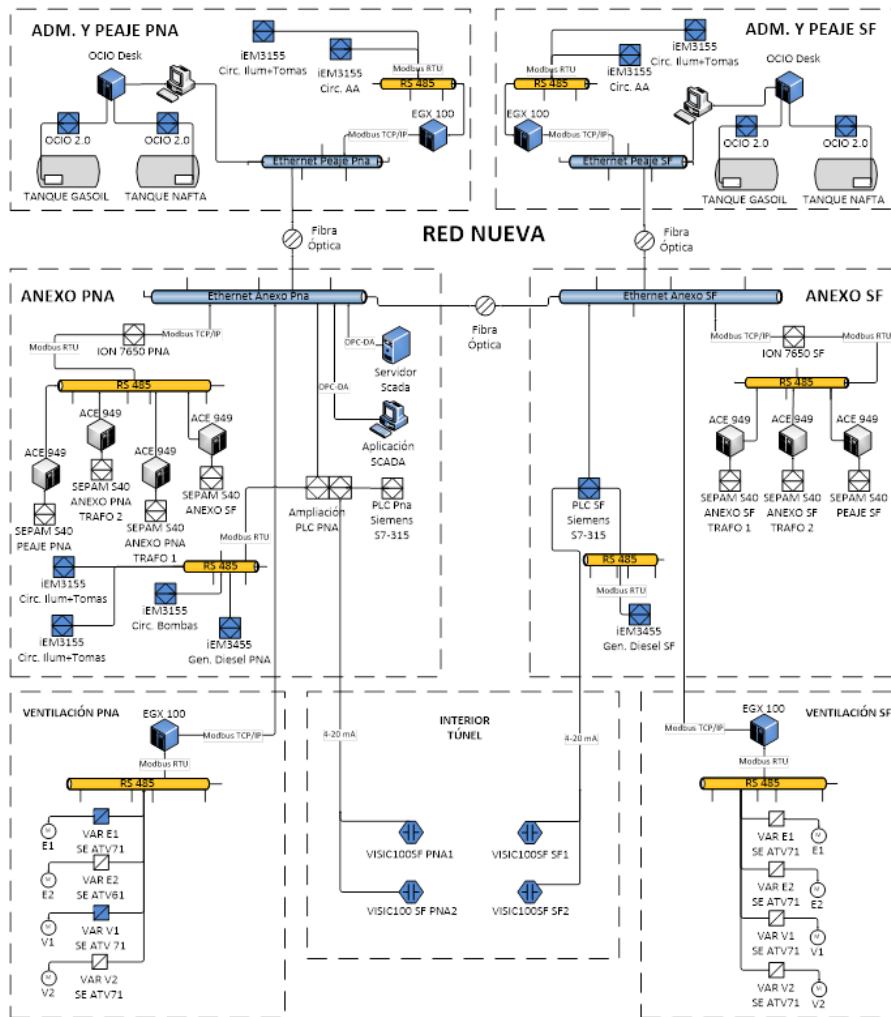 ADM. Y PEAJE PNA
OCIO Desk
iEM3155
Circ. Ilum+Tomas
iEM3155
Circ. AA
Modbus RTU
RS 485
EGX 100
Modbus TCP/IP
OCIO 2.0
OCIO 2.0
Ethernet Peaje Pna
TANQUE GASOIL
TANQUE NAFTA
ADM. Y PEAJE SF
iEM3155
Circ. Ilum+Tomas
iEM3155
Circ. AA
Modbus RTU
RS 485
EGX 100
Modbus TCP/IP
OCIO Desk
OCIO 2.0
OCIO 2.0
Ethernet Peaje SF
TANQUE GASOIL
TANQUE NAFTA
RED NUEVA
Fibra
Óptica
Fibra
Óptica
Fibra
Óptica
ANEXO PNA
Ethernet Anexo Pna
Modbus TCP/IP
Modbus RTU
ION 7650 PNA
RS 485
OPC-DA
Servidor
Scada
OPC-DA
Aplicación
SCADA
ACE 949
ACE 949
ACE 949
ACE 949
SEPAM S40
PEAJE PNA
SEPAM S40
ANEXO PNA
TRAFO 2
SEPAM S40
ANEXO PNA
TRAFO 1
SEPAM S40
ANEXO SF
Ampliación
PLC PNA
PLC Pna
Siemens
S7-315
Modbus RTU
RS 485
iEM3155
Circ. Ilum+Tomas
iEM3155
Circ. Ilum+Tomas
iEM3155
Circ. Bombas
iEM3455
Gen. Diesel PNA
ANEXO SF
Ethernet Anexo SF
Modbus TCP/IP
Modbus RTU
ION 7650 SF
RS 485
ACE 949
ACE 949
ACE 949
SEPAM S40
ANEXO SF
TRAFO 1
SEPAM S40
ANEXO SF
TRAFO 2
SEPAM S40
PEAJE SF
PLC SF
Siemens
S7-315
RS 485
Modbus RTU
iEM3455
Gen. Diesel SF
VENTILACIÓN PNA
EGX 100
Modbus TCP/IP
Modbus RTU
RS 485
M
E1
VAR E1
SE ATV71
M
E2
VAR E2
SE ATV61
M
V1
VAR V1
SE ATV 71
M
V2
VAR V2
SE ATV71
INTERIOR
TÚNEL
4-20 mA
4-20 mA
VISIC100SF PNA1
VISIC100SF SF1
VISIC100 SF PNA2
VISIC100SF SF2
VENTILACIÓN SF
EGX 100
Modbus TCP/IP
Modbus RTU
RS 485
VAR E1
SE ATV71
M
E1
VAR E2
SE ATV71
M
E2
VAR V1
SE ATV71
M
V1
VAR V2
SE ATV71
M
V2